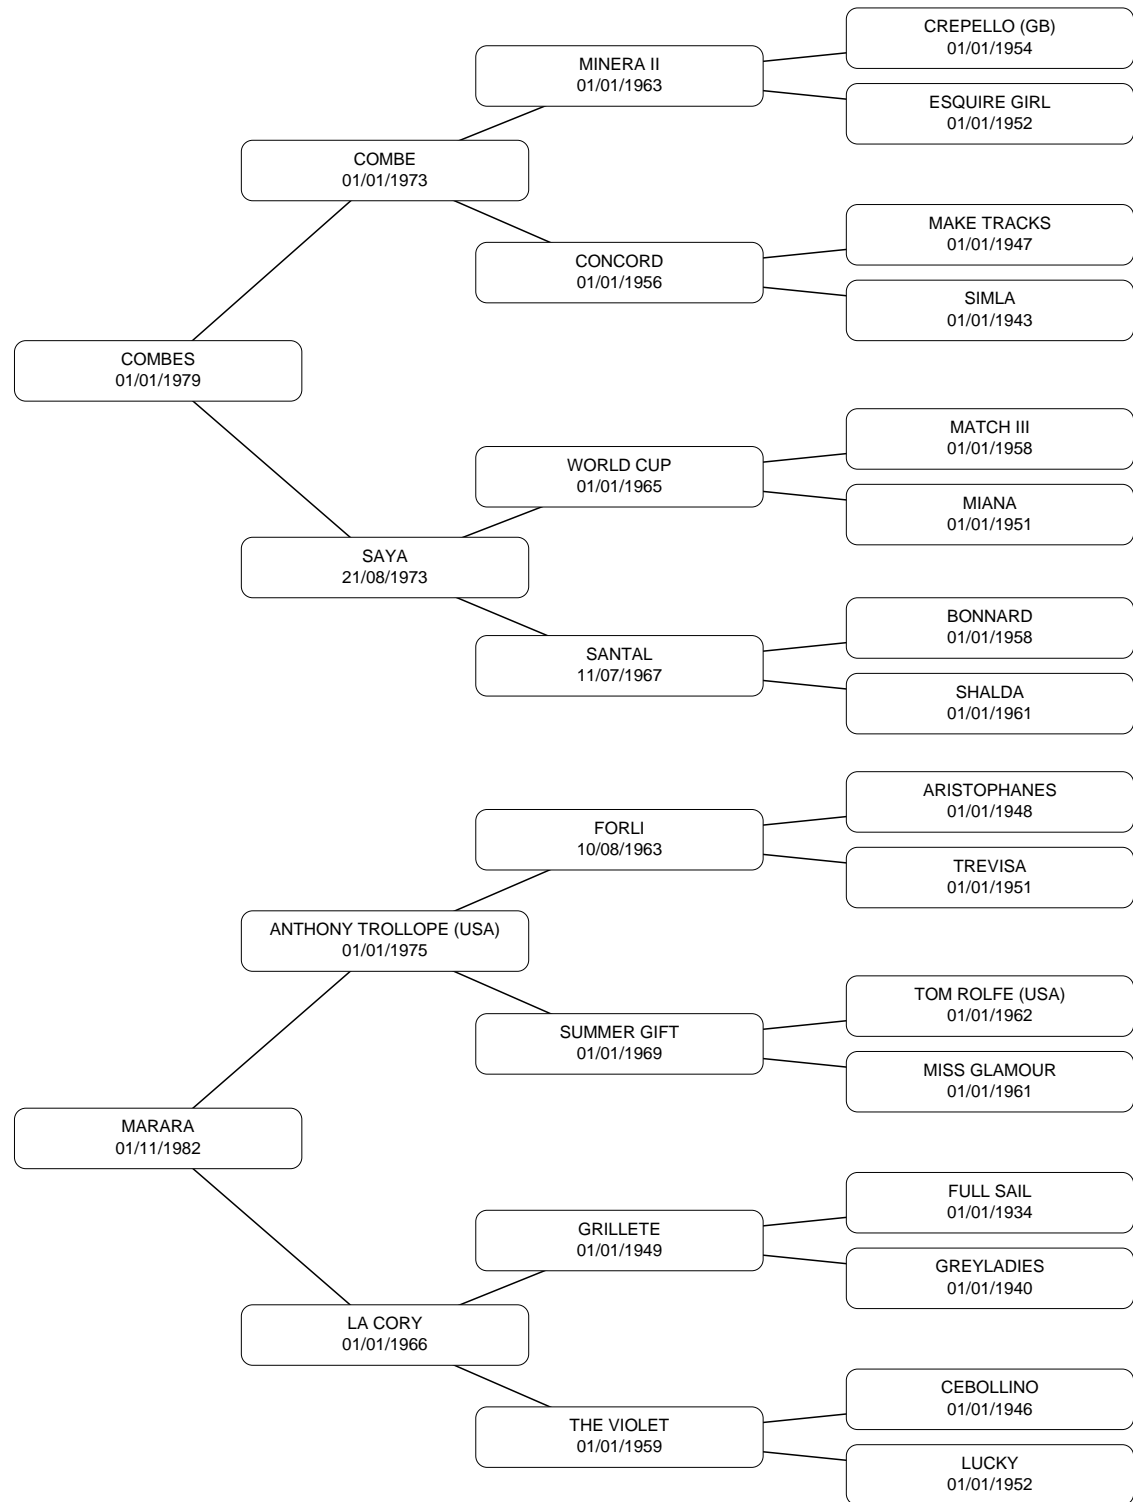 CREPELLO (GB)
01/01/1954
MINERA II
01/01/1963
ESQUIRE GIRL
01/01/1952
COMBE
01/01/1973
MAKE TRACKS
01/01/1947
CONCORD
01/01/1956
SIMLA
01/01/1943
COMBES
01/01/1979
MATCH III
01/01/1958
WORLD CUP
01/01/1965
MIANA
01/01/1951
SAYA
21/08/1973
BONNARD
01/01/1958
SANTAL
11/07/1967
SHALDA
01/01/1961
ARISTOPHANES
01/01/1948
FORLI
10/08/1963
TREVISA
01/01/1951
ANTHONY TROLLOPE (USA)
01/01/1975
TOM ROLFE (USA)
01/01/1962
SUMMER GIFT
01/01/1969
MISS GLAMOUR
01/01/1961
MARARA
01/11/1982
FULL SAIL
01/01/1934
GRILLETE
01/01/1949
GREYLADIES
01/01/1940
LA CORY
01/01/1966
CEBOLLINO
01/01/1946
THE VIOLET
01/01/1959
LUCKY
01/01/1952